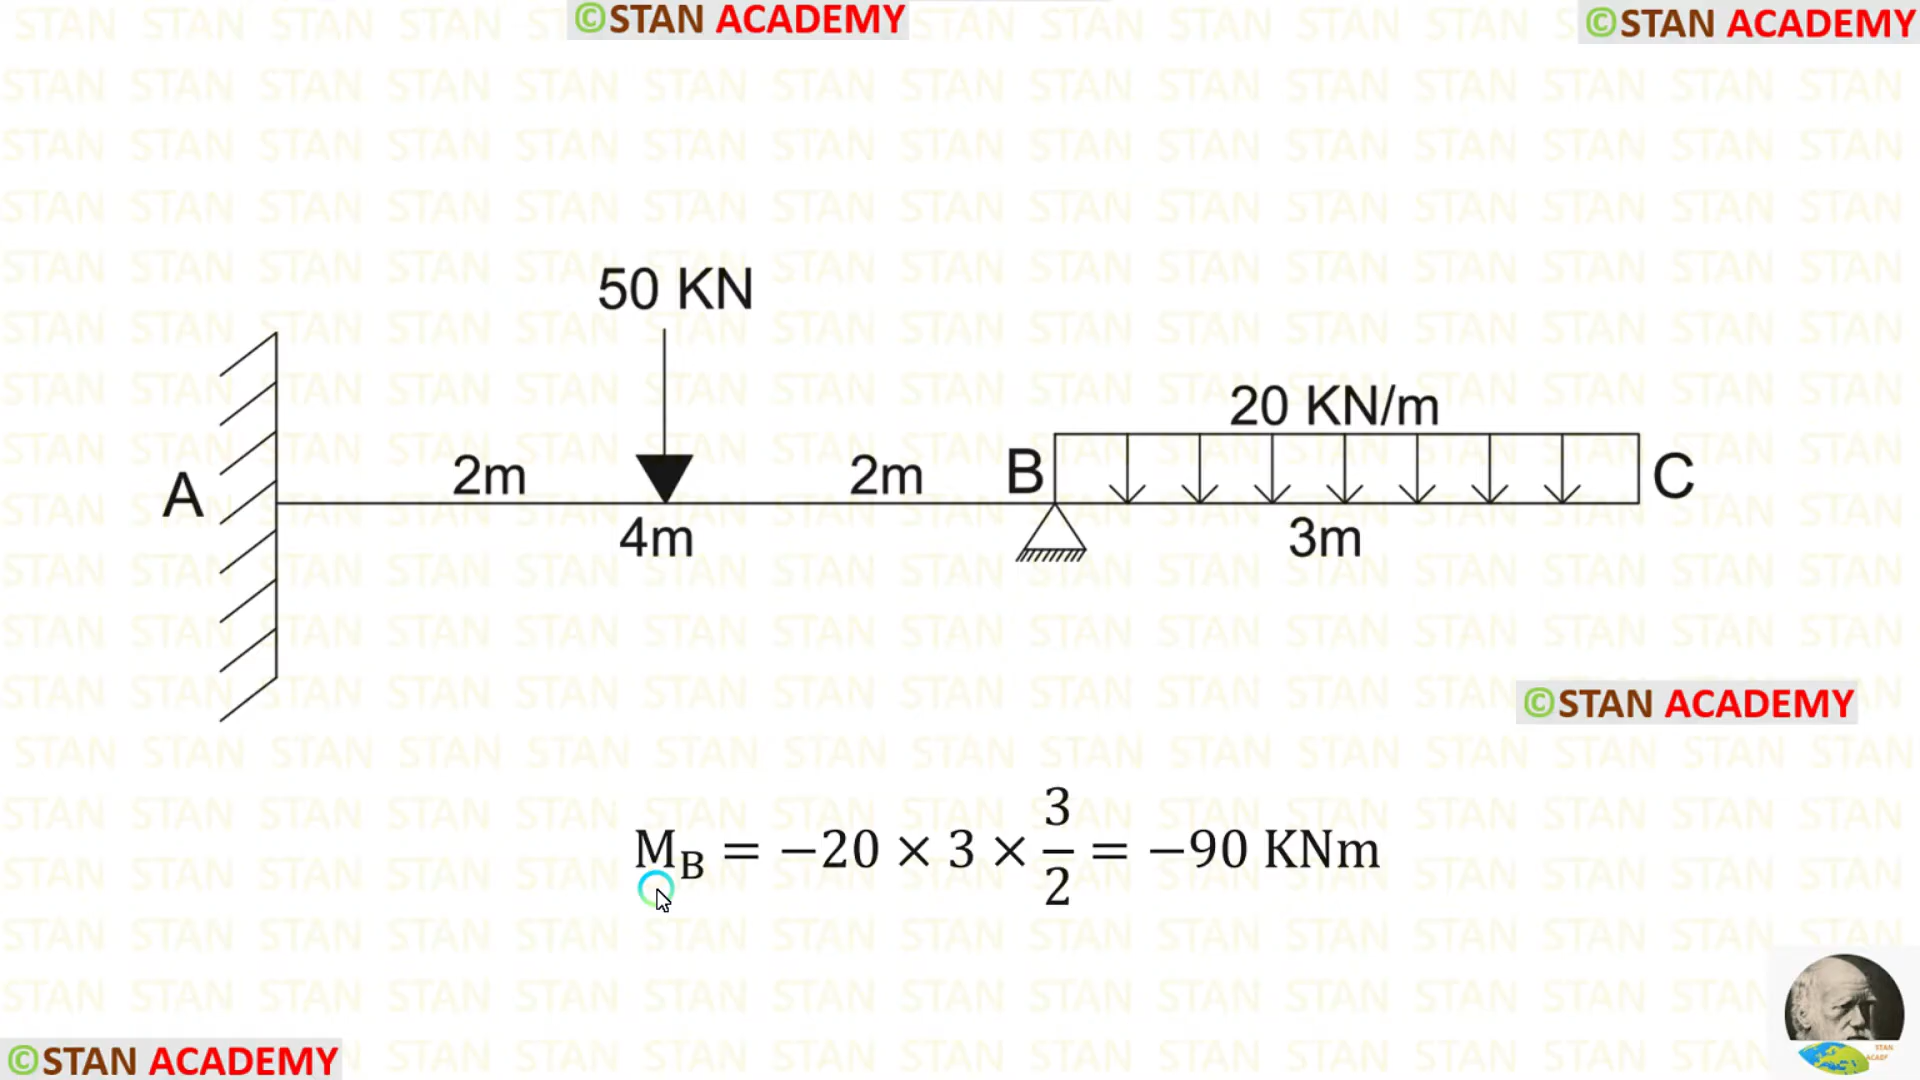 ©STAN ACADEMY
©STAN ACADEMY
50 KN
20 KN/m
A
2m
2m
B
C
4m
3m
©STAN ACADEMY
M_B = −20 × 3 × 3/2 = −90 KNm
©STAN ACADEMY
STAN